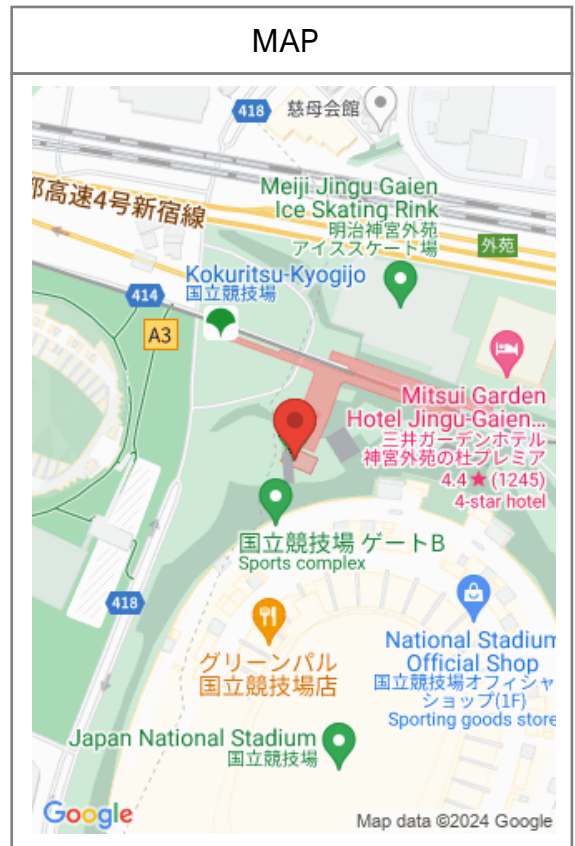 MAP
418
慈母会館
都高速4号新宿線
Meiji Jingu Gaien
Ice Skating Rink
明治神宮外苑
アイススケート場
外苑
Kokuritsu-Kyogijo
国立競技場
414
A3
Mitsui Garden
Hotel Jingu-Gaien...
三井ガーデンホテル
神宮外苑の杜プレミア
4.4★(1245)
4-star hotel
国立競技場 ゲートB
Sports complex
418
グリーンパル
国立競技場店
National Stadium
Official Shop
国立競技場オフィシャ
ショップ(1F)
Sporting goods store
Japan National Stadium
国立競技場
Google
Map data ©2024 Google